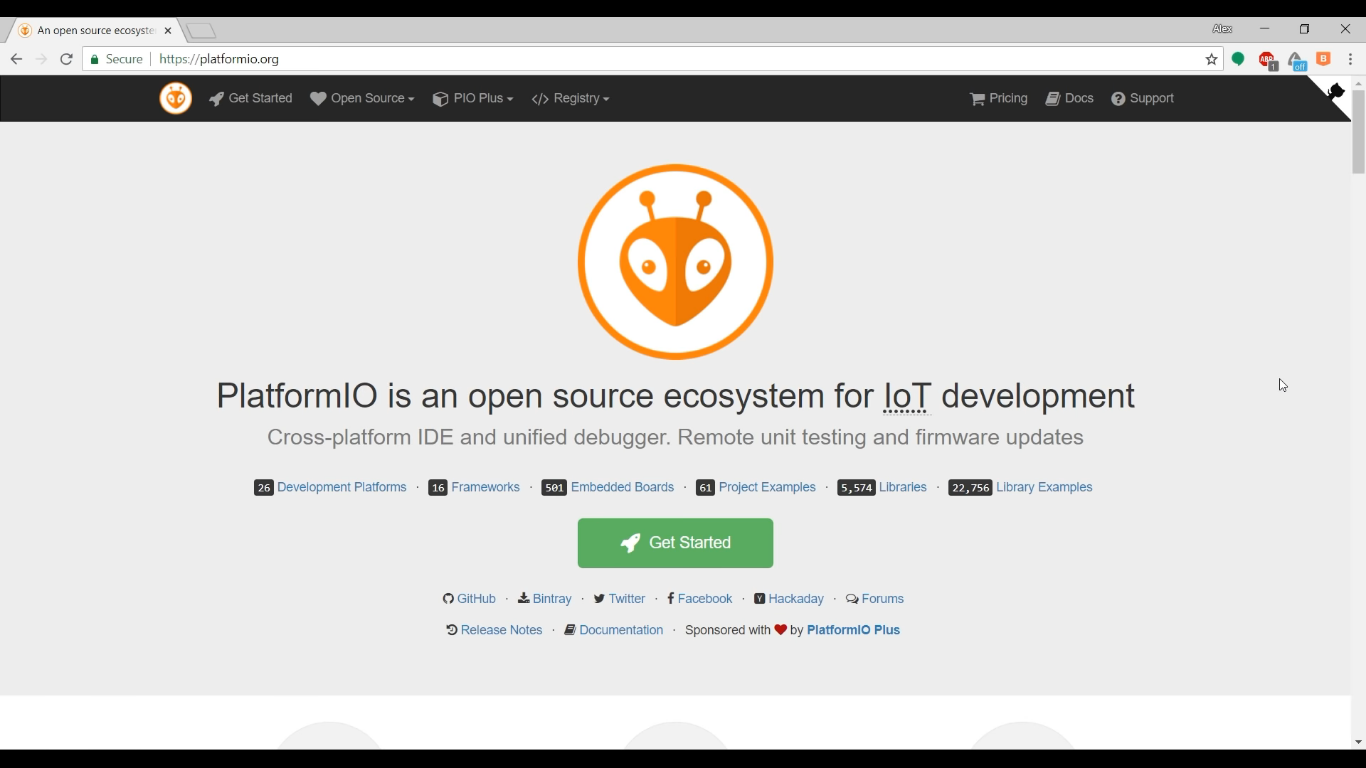 An open source ecosyste
Alex
Secure https://platformio.org
ABP 1 off B
Get Started Open Source PIO Plus </> Registry Pricing Docs Support
PlatformIO is an open source ecosystem for IoT development
Cross-platform IDE and unified debugger. Remote unit testing and firmware updates
26 Development Platforms · 16 Frameworks · 501 Embedded Boards · 61 Project Examples · 5,574 Libraries · 22,756 Library Examples
Get Started
GitHub · Bintray · Twitter · Facebook · Y Hackaday · Forums
Release Notes · Documentation · Sponsored with ❤ by PlatformIO Plus